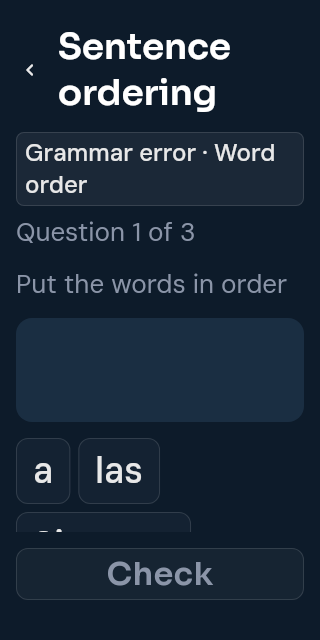 Sentence
ordering
Grammar error · Word
order
Question 1 of 3
Put the words in order
a las
Check